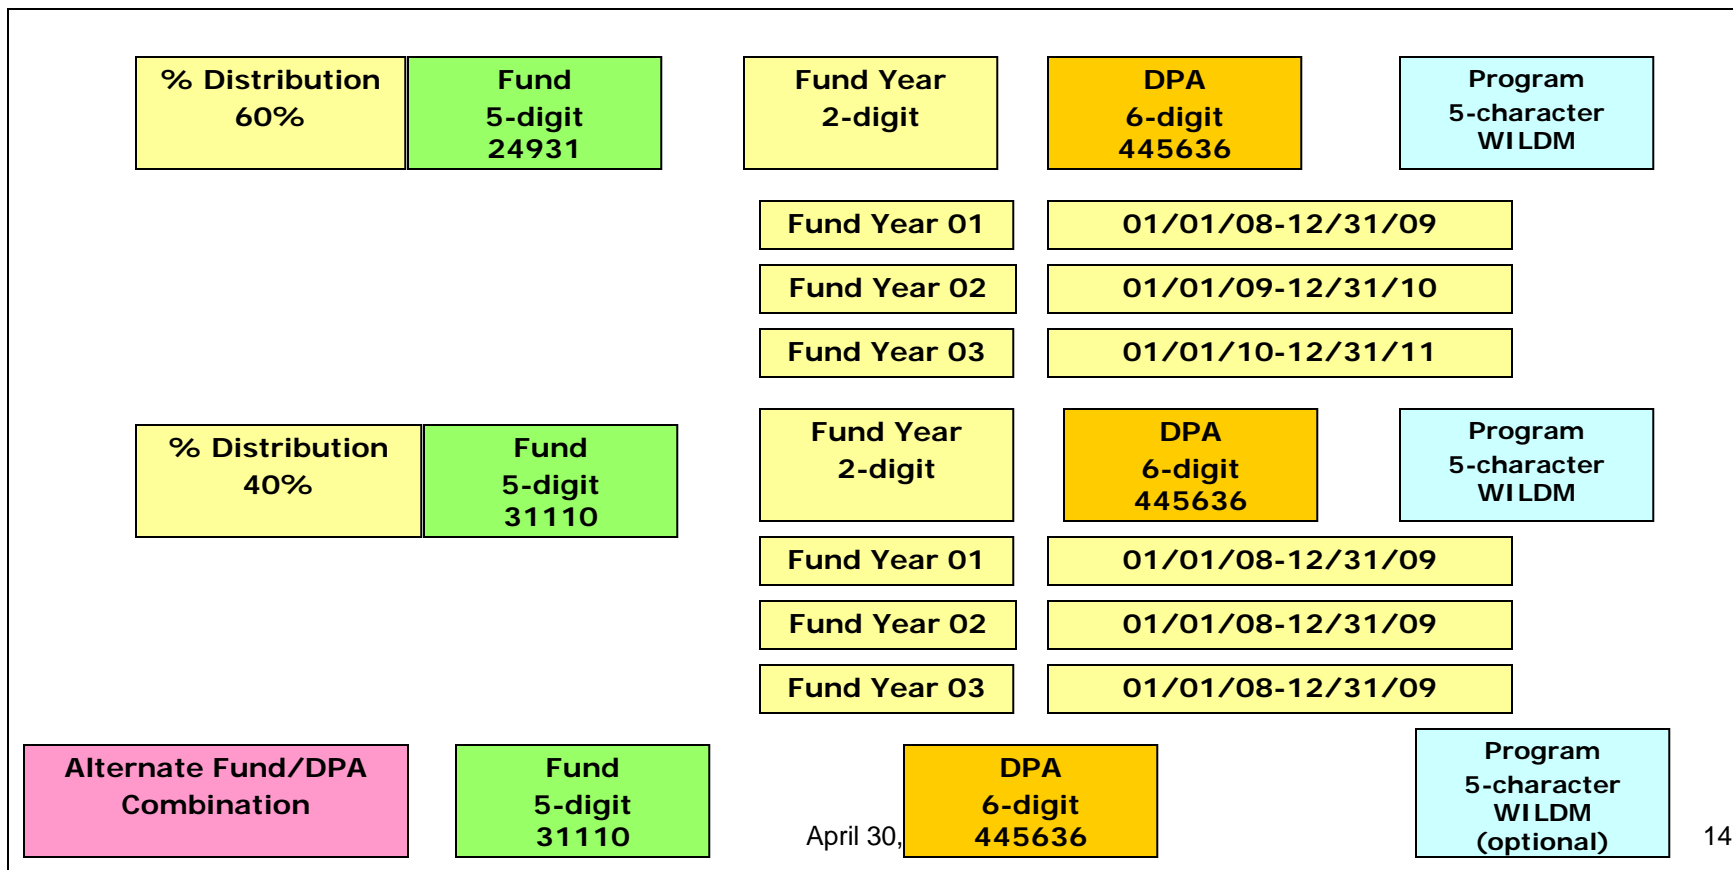 % Distribution
60%
Fund
5-digit
24931
Fund Year
2-digit
DPA
6-digit
445636
Program
5-character
WILDM
Fund Year 01
01/01/08-12/31/09
Fund Year 02
01/01/09-12/31/10
Fund Year 03
01/01/10-12/31/11
% Distribution
40%
Fund
5-digit
31110
Fund Year
2-digit
DPA
6-digit
445636
Program
5-character
WILDM
Fund Year 01
01/01/08-12/31/09
Fund Year 02
01/01/08-12/31/09
Fund Year 03
01/01/08-12/31/09
Alternate Fund/DPA
Combination
Fund
5-digit
31110
April 30,
DPA
6-digit
445636
Program
5-character
WILDM
(optional)
14